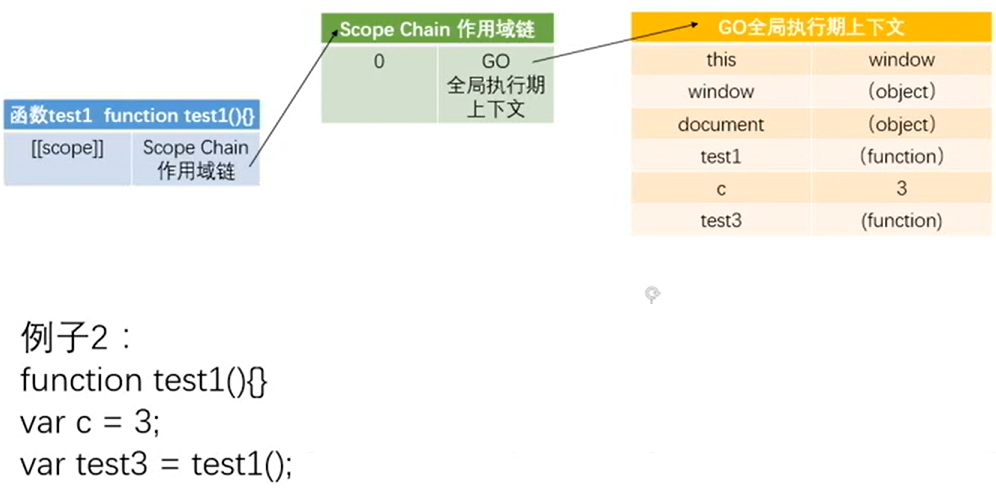 函数test1 function test1(){}
[[scope]] Scope Chain
作用域链
Scope Chain 作用域链
0 GO
全局执行期
上下文
GO全局执行期上下文
this window
window (object)
document (object)
test1 (function)
c 3
test3 (function)
例子2：
function test1(){}
var c = 3;
var test3 = test1();